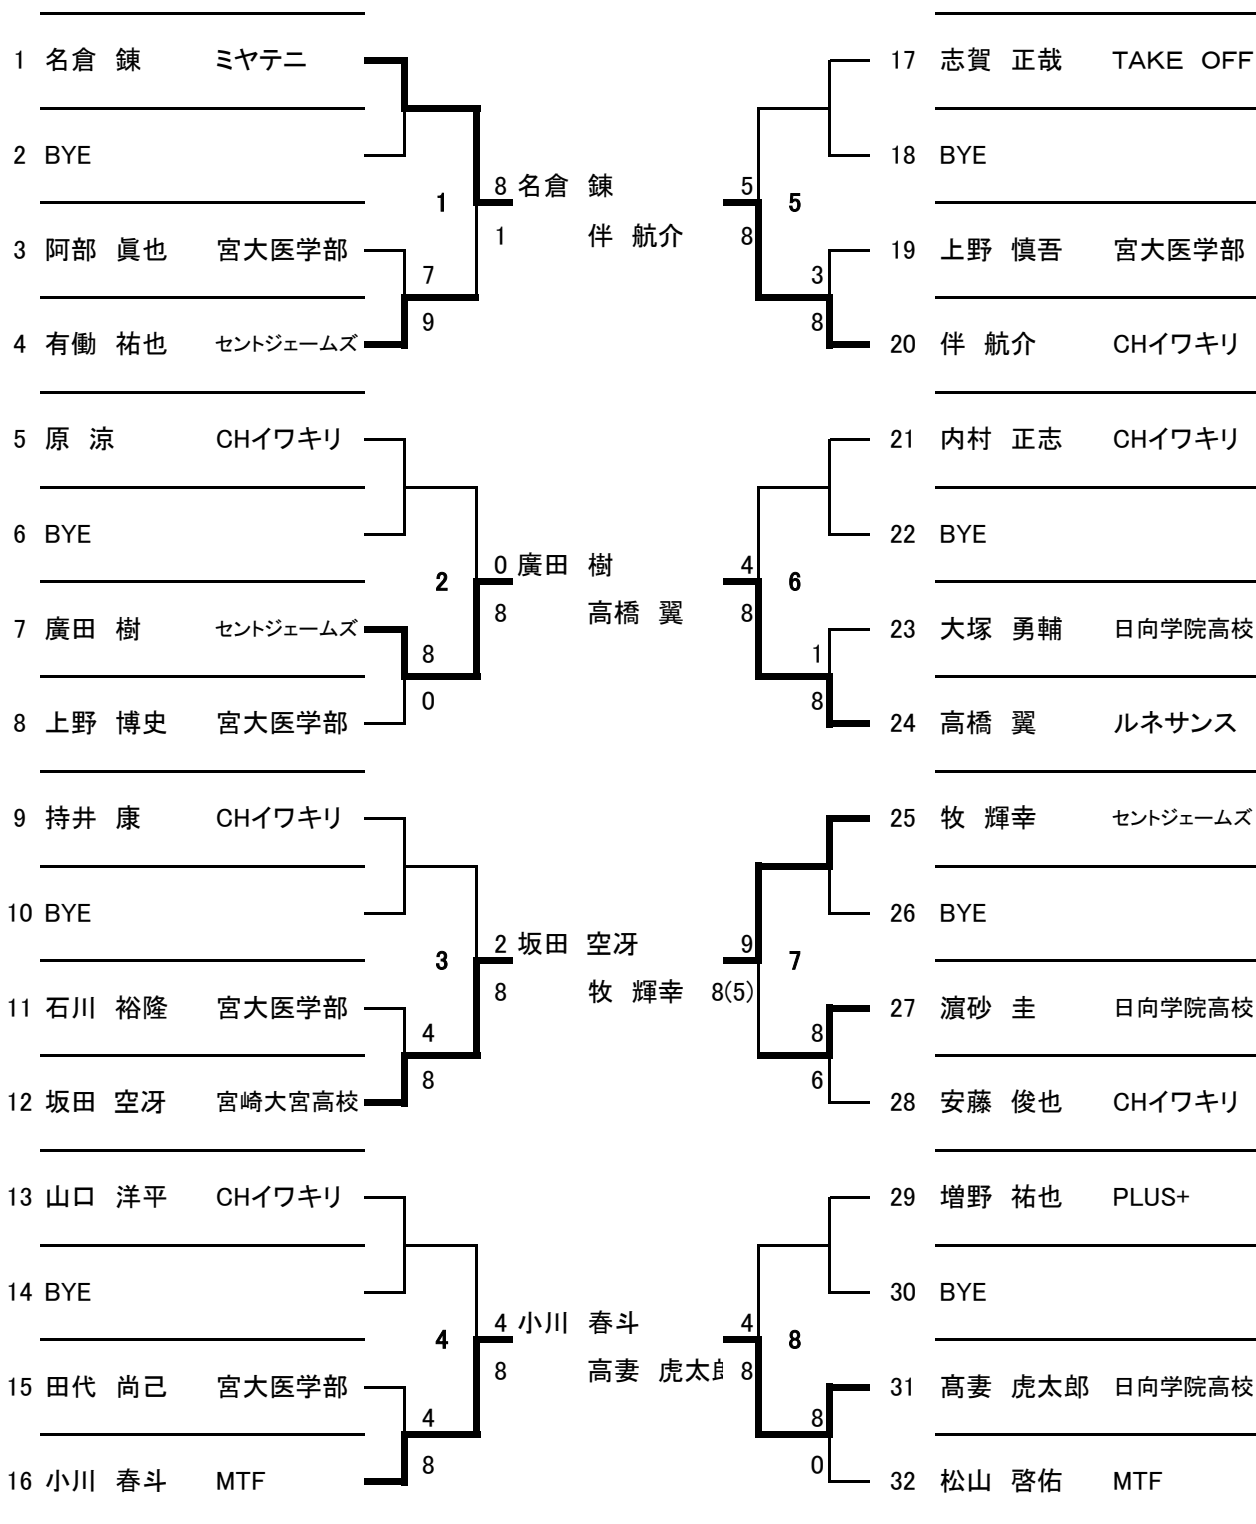 1 名倉 錬 ミヤテニ
2 BYE
1
8 名倉 錬
1
3 阿部 眞也 宮大医学部
7
9
4 有働 祐也 セントジェームズ
5 原 涼 CHイワキリ
6 BYE
2
0 廣田 樹
8
7 廣田 樹 セントジェームズ
8
0
8 上野 博史 宮大医学部
9 持井 康 CHイワキリ
10 BYE
3
2 坂田 空冴
8
11 石川 裕隆 宮大医学部
4
8
12 坂田 空冴 宮崎大宮高校
13 山口 洋平 CHイワキリ
14 BYE
4
4 小川 春斗
8
15 田代 尚己 宮大医学部
4
8
16 小川 春斗 MTF
17 志賀 正哉 TAKE OFF
18 BYE
5
5
伴 航介 8
19 上野 慎吾 宮大医学部
3
8
20 伴 航介 CHイワキリ
21 内村 正志 CHイワキリ
22 BYE
4
6
高橋 翼 8
23 大塚 勇輔 日向学院高校
1
8
24 高橋 翼 ルネサンス
25 牧 輝幸 セントジェームズ
26 BYE
9
7
牧 輝幸 8(5)
27 濵砂 圭 日向学院高校
8
6
28 安藤 俊也 CHイワキリ
29 増野 祐也 PLUS+
30 BYE
4
8
高妻 虎太郎 8
31 髙妻 虎太郎 日向学院高校
8
0
32 松山 啓佑 MTF